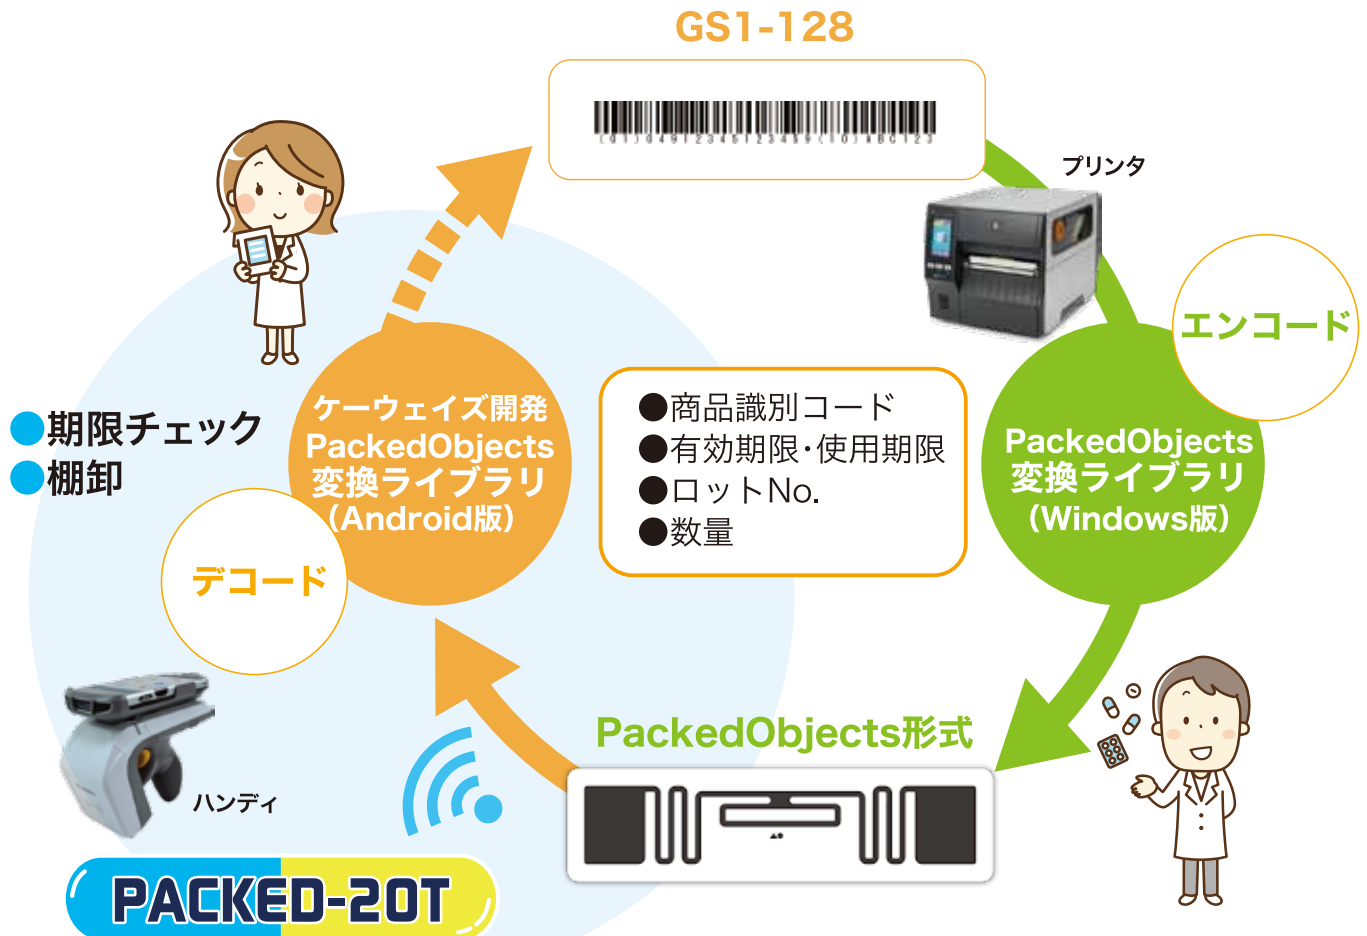 GS1-128
(01)04912345123459(10)ABC123
プリンタ
エンコード
●期限チェック
●棚卸
ケーウェイズ開発
PackedObjects
変換ライブラリ
（Android版）
デコード
●商品識別コード
●有効期限・使用期限
●ロットNo.
●数量
PackedObjects
変換ライブラリ
（Windows版）
PackedObjects形式
ハンディ
PACKED-20T